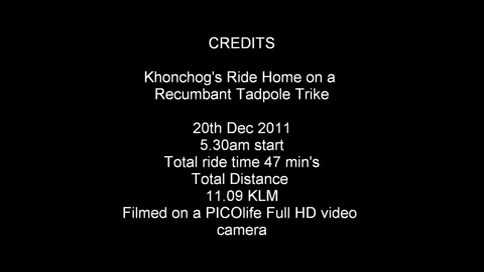 CREDITS
Khonchog's Ride Home on a
Recumbant Tadpole Trike
20th Dec 2011
5.30am start
Total ride time 47 min's
Total Distance
11.09 KLM
Filmed on a PICOlife Full HD video
camera